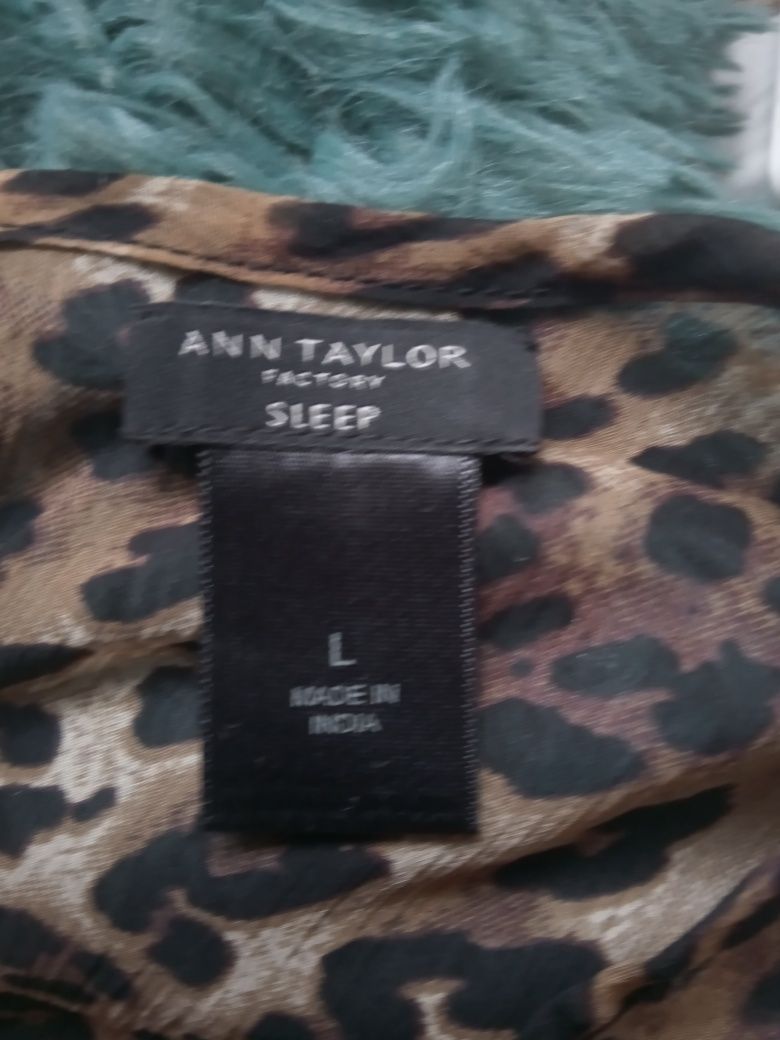 ANN TAYLOR
FACTORY
SLEEP
L
MADE IN
INDIA